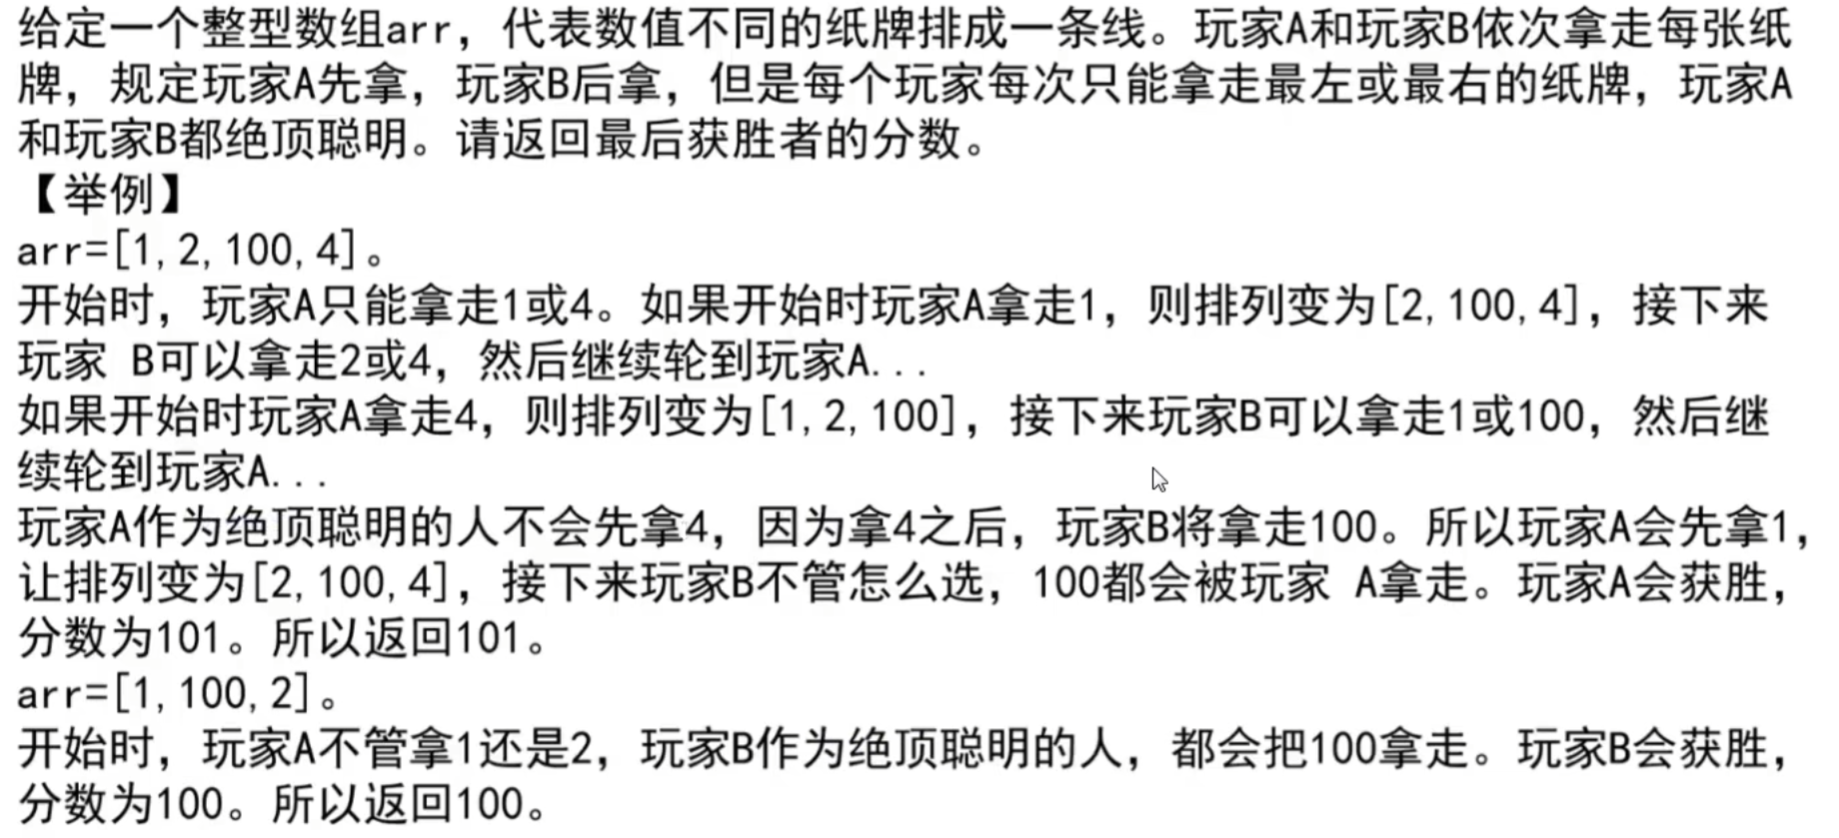 给定一个整型数组arr，代表数值不同的纸牌排成一条线。玩家A和玩家B依次拿走每张纸
牌，规定玩家A先拿，玩家B后拿，但是每个玩家每次只能拿走最左或最右的纸牌，玩家A
和玩家B都绝顶聪明。请返回最后获胜者的分数。
【举例】
arr=[1,2,100,4]。
开始时，玩家A只能拿走1或4。如果开始时玩家A拿走1，则排列变为[2,100,4]，接下来
玩家 B可以拿走2或4，然后继续轮到玩家A...
如果开始时玩家A拿走4，则排列变为[1,2,100]，接下来玩家B可以拿走1或100，然后继
续轮到玩家A...
玩家A作为绝顶聪明的人不会先拿4，因为拿4之后，玩家B将拿走100。所以玩家A会先拿1，
让排列变为[2,100,4]，接下来玩家B不管怎么选，100都会被玩家 A拿走。玩家A会获胜，
分数为101。所以返回101。
arr=[1,100,2]。
开始时，玩家A不管拿1还是2，玩家B作为绝顶聪明的人，都会把100拿走。玩家B会获胜，
分数为100。所以返回100。